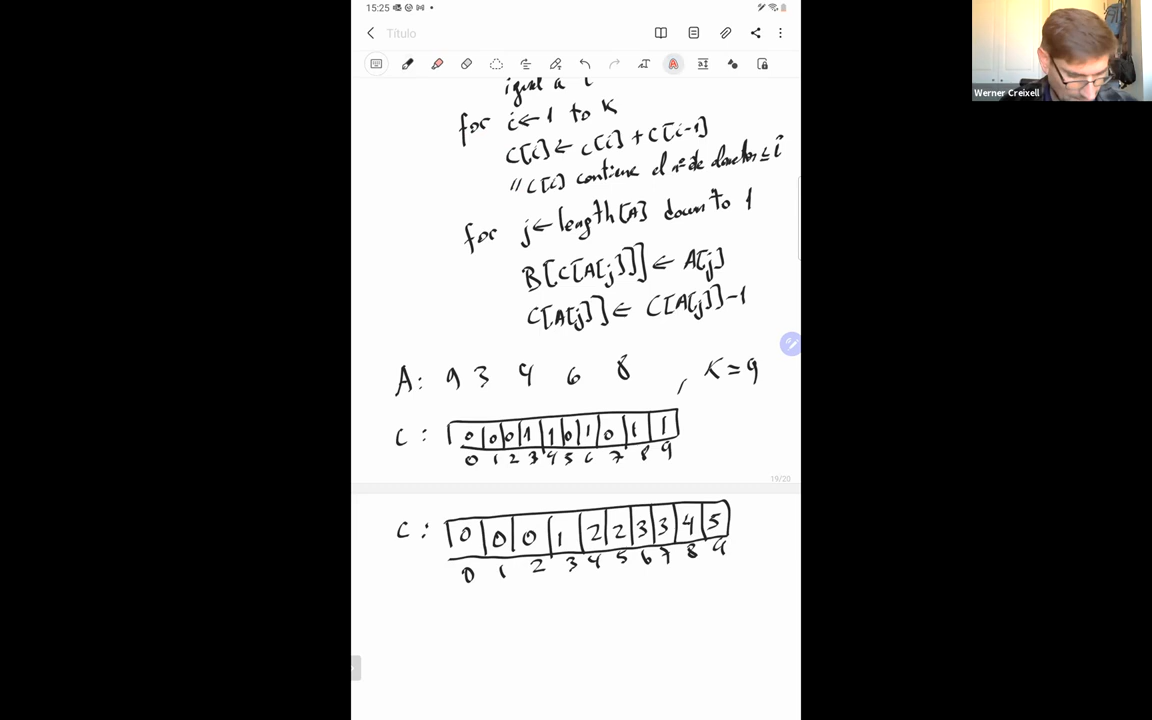 15:25
Título
igual a i
for i ← 1 to K
C[i] ← C[i] + C[i-1]
// C[i] contiene el nº de datos ≤ i
for j ← length[A] down to 1
B[C[A[j]]] ← A[j]
C[A[j]] ← C[A[j]]-1
A: 9 3 4 6 8 , K=9
C: 0 0 0 1 1 0 1 0 1 1
0 1 2 3 4 5 6 7 8 9
19/20
C: 0 0 0 1 2 2 3 3 4 5
0 1 2 3 4 5 6 7 8 9
Werner Creixell